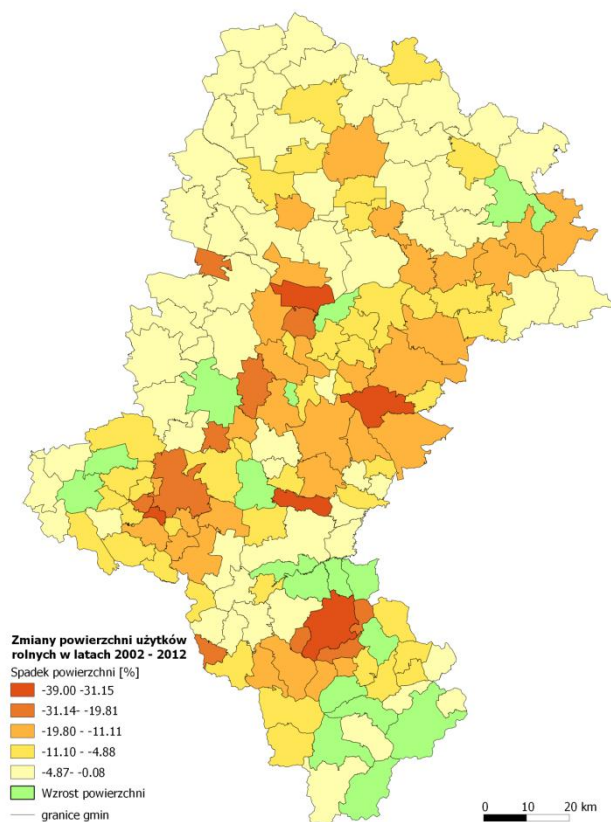 Zmiany powierzchni użytków
rolnych w latach 2002 - 2012
Spadek powierzchni [%]
-39.00 -31.15
-31.14- -19.81
-19.80 - -11.11
-11.10 - -4.88
-4.87- -0.08
Wzrost powierzchni
granice gmin
0 10 20 km